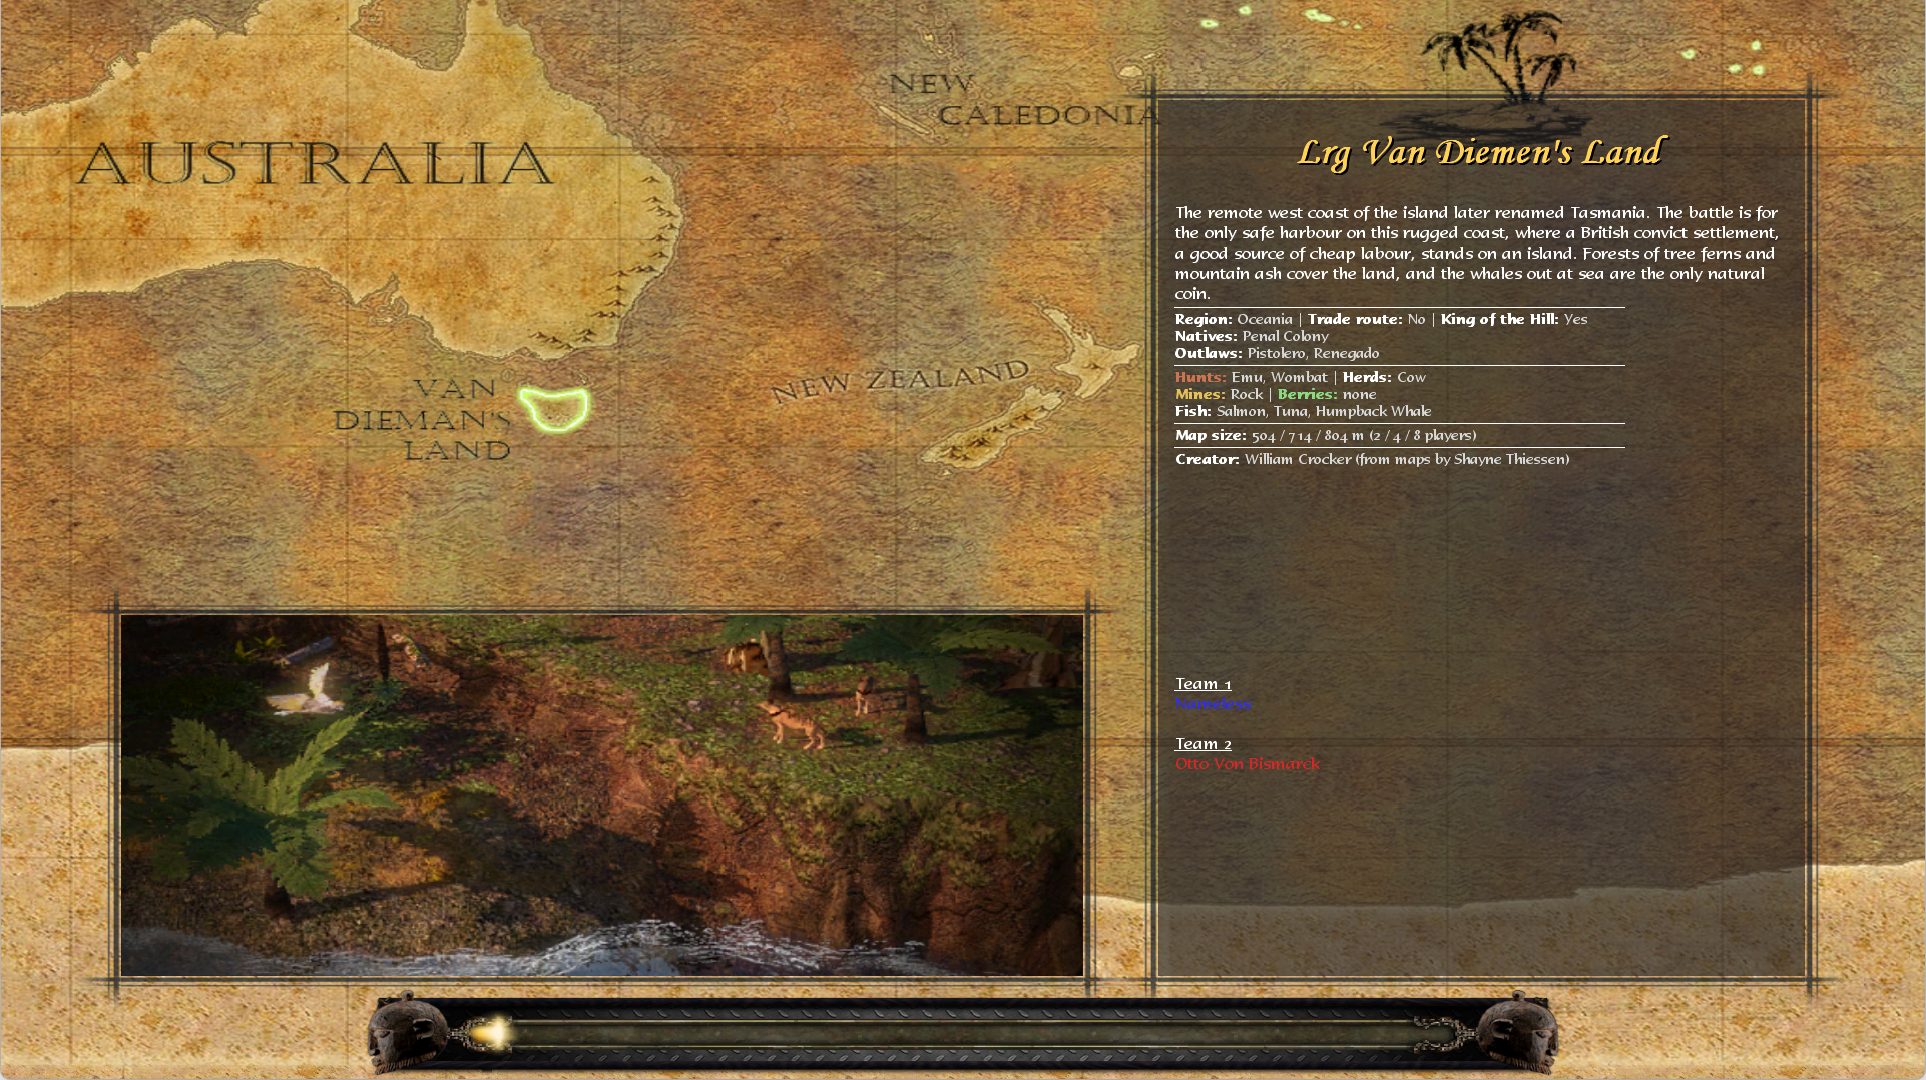 AUSTRALIA
NEW
CALEDONIA
VAN
DIEMAN'S
LAND
NEW ZEALAND
Lrg Van Diemen's Land
The remote west coast of the island later renamed Tasmania. The battle is for
the only safe harbour on this rugged coast, where a British convict settlement,
a good source of cheap labour, stands on an island. Forests of tree ferns and
mountain ash cover the land, and the whales out at sea are the only natural
coin.
Region: Oceania | Trade route: No | King of the Hill: Yes
Natives: Penal Colony
Outlaws: Pistolero, Renegado
Hunts: Emu, Wombat | Herds: Cow
Mines: Rock | Berries: none
Fish: Salmon, Tuna, Humpback Whale
Map size: 504 / 714 / 804 m (2 / 4 / 8 players)
Creator: William Crocker (from maps by Shayne Thiessen)
Team 1
Team 2
Otto Von Bismarck